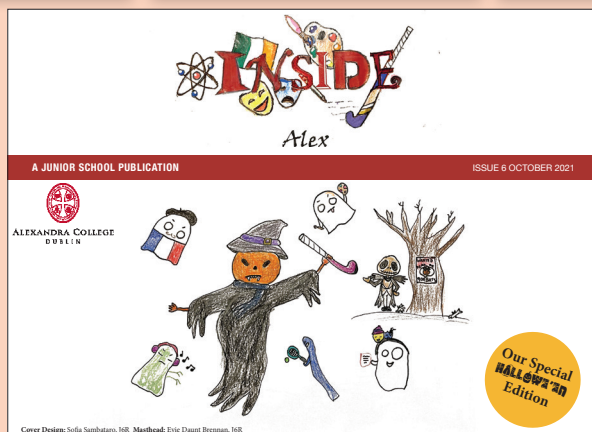 INSIDE
Alex
A JUNIOR SCHOOL PUBLICATION
ISSUE 6 OCTOBER 2021
ALEXANDRA COLLEGE
DUBLIN
Our Special
HALLOWE'EN
Edition
Cover Design: Sofia Sambataro, J6R Masthead: Evie Daunt Brennan, J6R